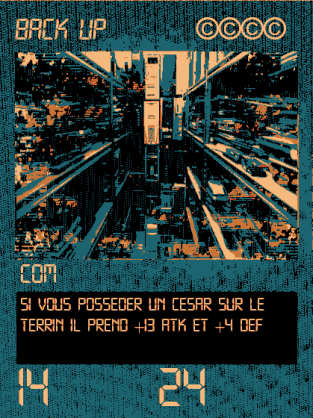 BACK UP ©©©©
COM
SI VOUS POSSEDER UN CESAR SUR LE
TERRIN IL PREND +13 ATK ET +4 DEF
14 24